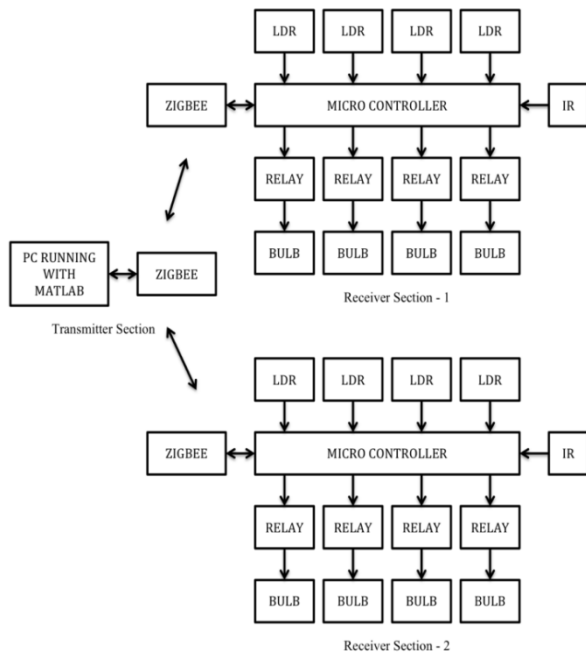 LDR LDR LDR LDR
ZIGBEE MICRO CONTROLLER IR
RELAY RELAY RELAY RELAY
BULB BULB BULB BULB
Receiver Section - 1
PC RUNNING
WITH
MATLAB
ZIGBEE
Transmitter Section
LDR LDR LDR LDR
ZIGBEE MICRO CONTROLLER IR
RELAY RELAY RELAY RELAY
BULB BULB BULB BULB
Receiver Section - 2